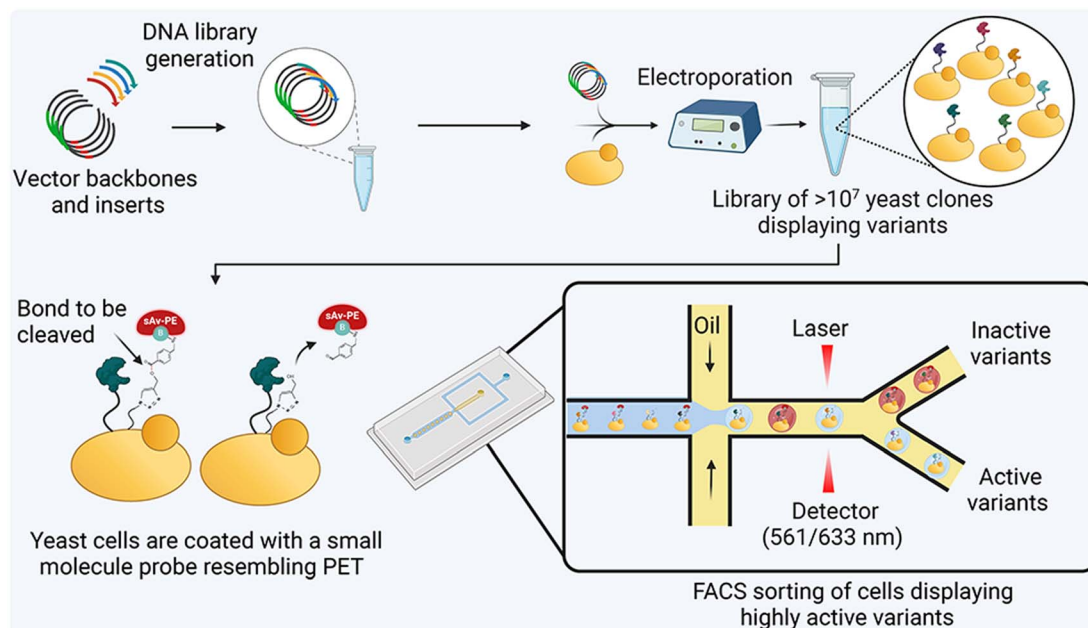 DNA library
generation
Vector backbones
and inserts
Electroporation
Library of >10⁷ yeast clones
displaying variants
Bond to be
cleaved
sAv-PE
B
sAv-PE
B
Yeast cells are coated with a small
molecule probe resembling PET
Oil
Laser
Inactive
variants
Active
variants
Detector
(561/633 nm)
FACS sorting of cells displaying
highly active variants